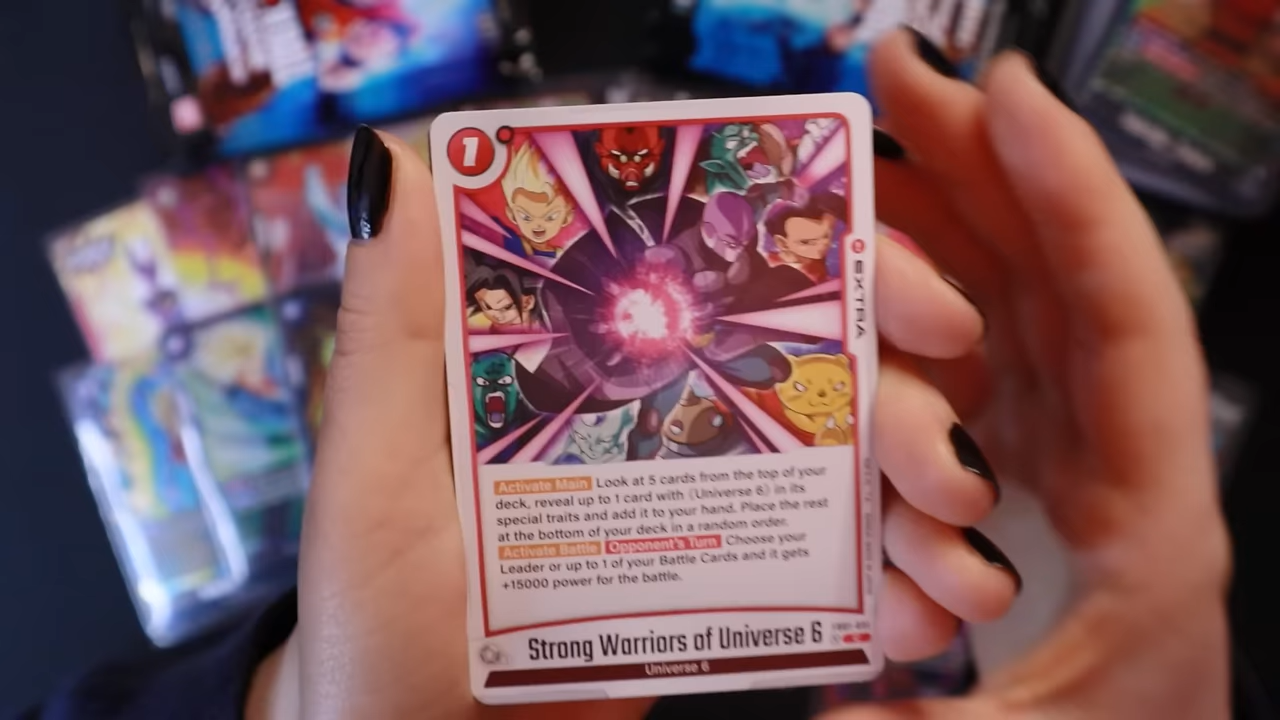 1
EXTRA
Activate Main Look at 5 cards from the top of your
deck, reveal up to 1 card with 《Universe 6》 in its
special traits and add it to your hand. Place the rest
at the bottom of your deck in a random order.
Activate Battle Opponent's Turn Choose your
Leader or up to 1 of your Battle Cards and it gets
+15000 power for the battle.
Strong Warriors of Universe 6
Universe 6